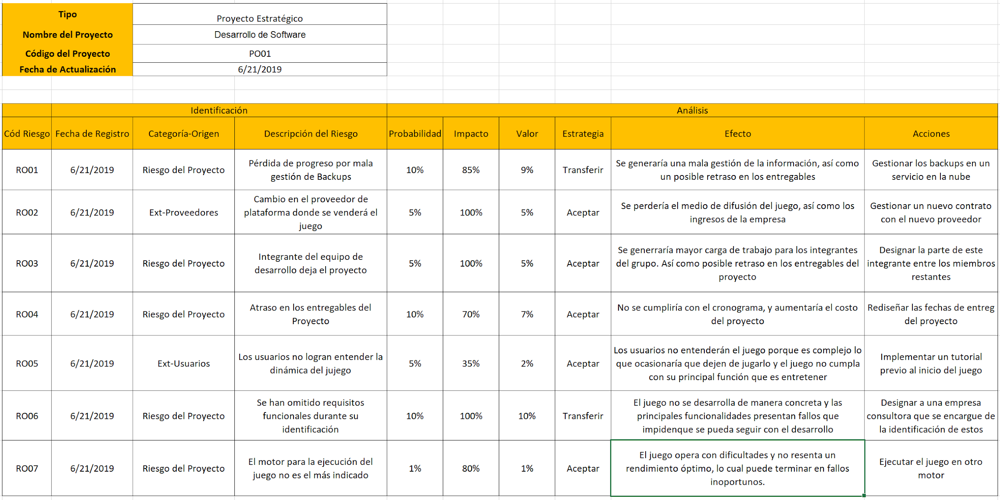 Tipo
Proyecto Estratégico
Nombre del Proyecto
Desarrollo de Software
Código del Proyecto
PO01
Fecha de Actualización
6/21/2019
Identificación
Análisis
Cód Riesgo
Fecha de Registro
Categoría-Origen
Descripción del Riesgo
Probabilidad
Impacto
Valor
Estrategia
Efecto
Acciones
RO01
6/21/2019
Riesgo del Proyecto
Pérdida de progreso por mala
gestión de Backups
10%
85%
9%
Transferir
Se generaría una mala gestión de la información, así como
un posible retraso en los entregables
Gestionar los backups en un
servicio en la nube
RO02
6/21/2019
Ext-Proveedores
Cambio en el proveedor de
plataforma donde se venderá el
juego
5%
100%
5%
Aceptar
Se perdería el medio de difusión del juego, así como los
ingresos de la empresa
Gestionar un nuevo contrato
con el nuevo proveedor
RO03
6/21/2019
Riesgo del Proyecto
Integrante del equipo de
desarrollo deja el proyecto
5%
100%
5%
Aceptar
Se generraría mayor carga de trabajo para los integrantes
del grupo. Así como posible retraso en los entregables del
proyecto
Designar la parte de este
integrante entre los miembros
restantes
RO04
6/21/2019
Riesgo del Proyecto
Atraso en los entregables del
Proyecto
10%
70%
7%
Aceptar
No se cumpliría con el cronograma, y aumentaría el costo
del proyecto
Rediseñar las fechas de entreg
del proyecto
RO05
6/21/2019
Ext-Usuarios
Los usuarios no logran entender la
dinámica del jujego
5%
35%
2%
Aceptar
Los usuarios no entenderán el juego porque es complejo lo
que ocasionaría que dejen de jugarlo y el juego no cumpla
con su principal función que es entretener
Implementar un tutorial
previo al inicio del juego
RO06
6/21/2019
Riesgo del Proyecto
Se han omitido requisitos
funcionales durante su
identificación
10%
100%
10%
Transferir
El juego no se desarrolla de manera concreta y las
principales funcionalidades presentan fallos que
impidenque se pueda seguir con el desarrollo
Designar a una empresa
consultora que se encargue de
la identificación de estos
RO07
6/21/2019
Riesgo del Proyecto
El motor para la ejecución del
juego no es el más indicado
1%
80%
1%
Aceptar
El juego opera con dificultades y no resenta un
rendimiento óptimo, lo cual puede terminar en fallos
inoportunos.
Ejecutar el juego en otro
motor